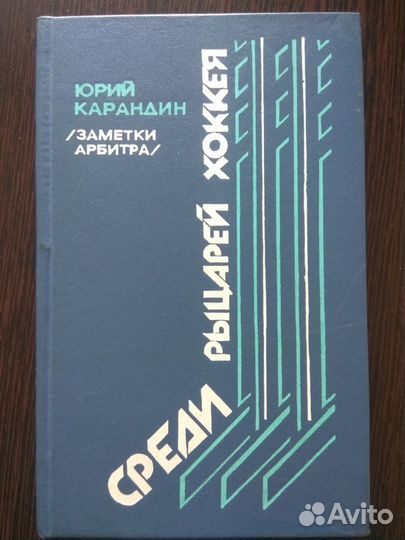 ЮРИЙ
КАРАНДИН
/ЗАМЕТКИ
АРБИТРА/
СРЕДИ РЫЦАРЕЙ ХОККЕЯ
Avito